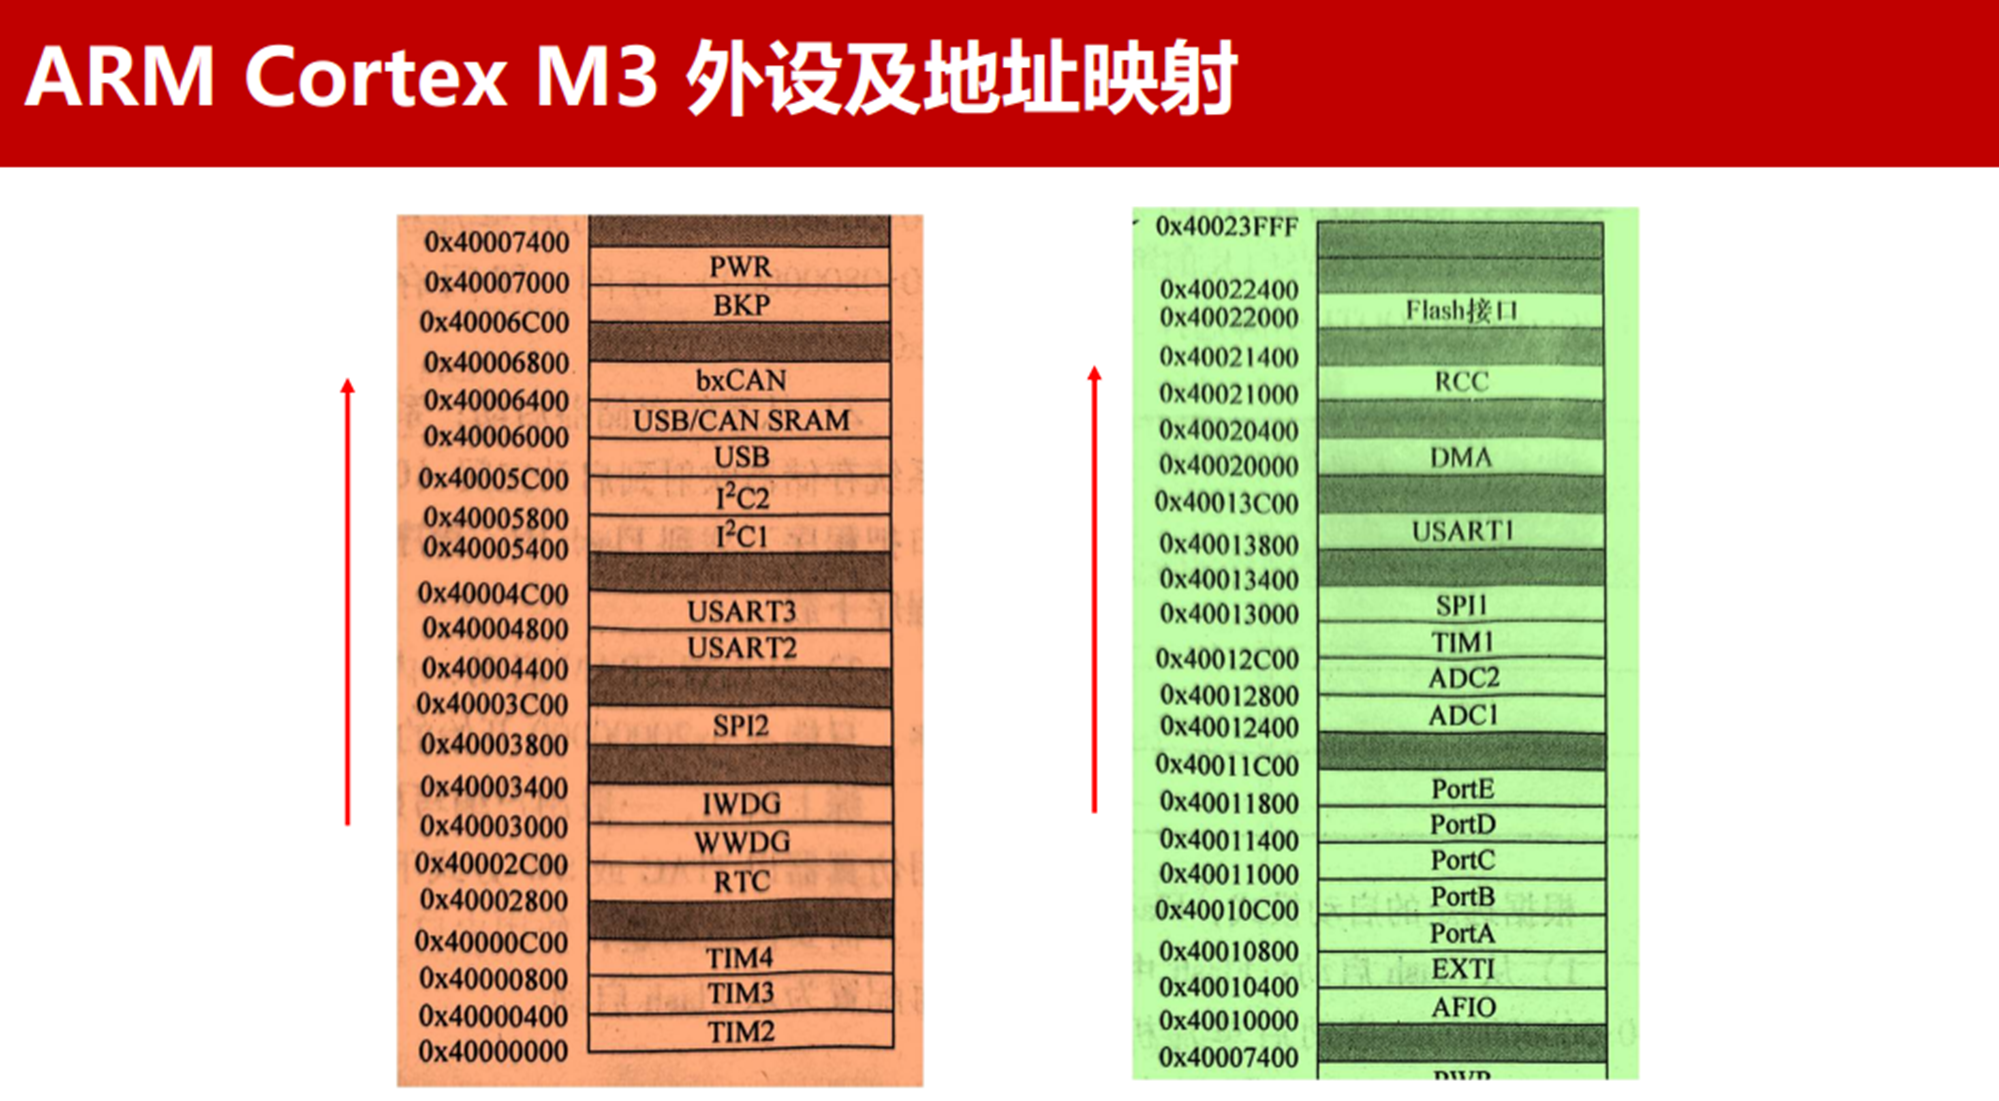 ARM Cortex M3 外设及地址映射
0x40007400
PWR
0x40007000
BKP
0x40006C00
0x40006800
bxCAN
0x40006400
USB/CAN SRAM
0x40006000
USB
0x40005C00
I²C2
0x40005800
I²C1
0x40005400
0x40004C00
USART3
0x40004800
USART2
0x40004400
0x40003C00
SPI2
0x40003800
0x40003400
IWDG
0x40003000
WWDG
0x40002C00
RTC
0x40002800
0x40000C00
TIM4
0x40000800
TIM3
0x40000400
TIM2
0x40000000
0x40023FFF
0x40022400
Flash接口
0x40022000
0x40021400
RCC
0x40021000
0x40020400
DMA
0x40020000
0x40013C00
USART1
0x40013800
0x40013400
SPI1
0x40013000
TIM1
0x40012C00
ADC2
0x40012800
ADC1
0x40012400
0x40011C00
PortE
0x40011800
PortD
0x40011400
PortC
0x40011000
PortB
0x40010C00
PortA
0x40010800
EXTI
0x40010400
AFIO
0x40010000
0x40007400
PWR